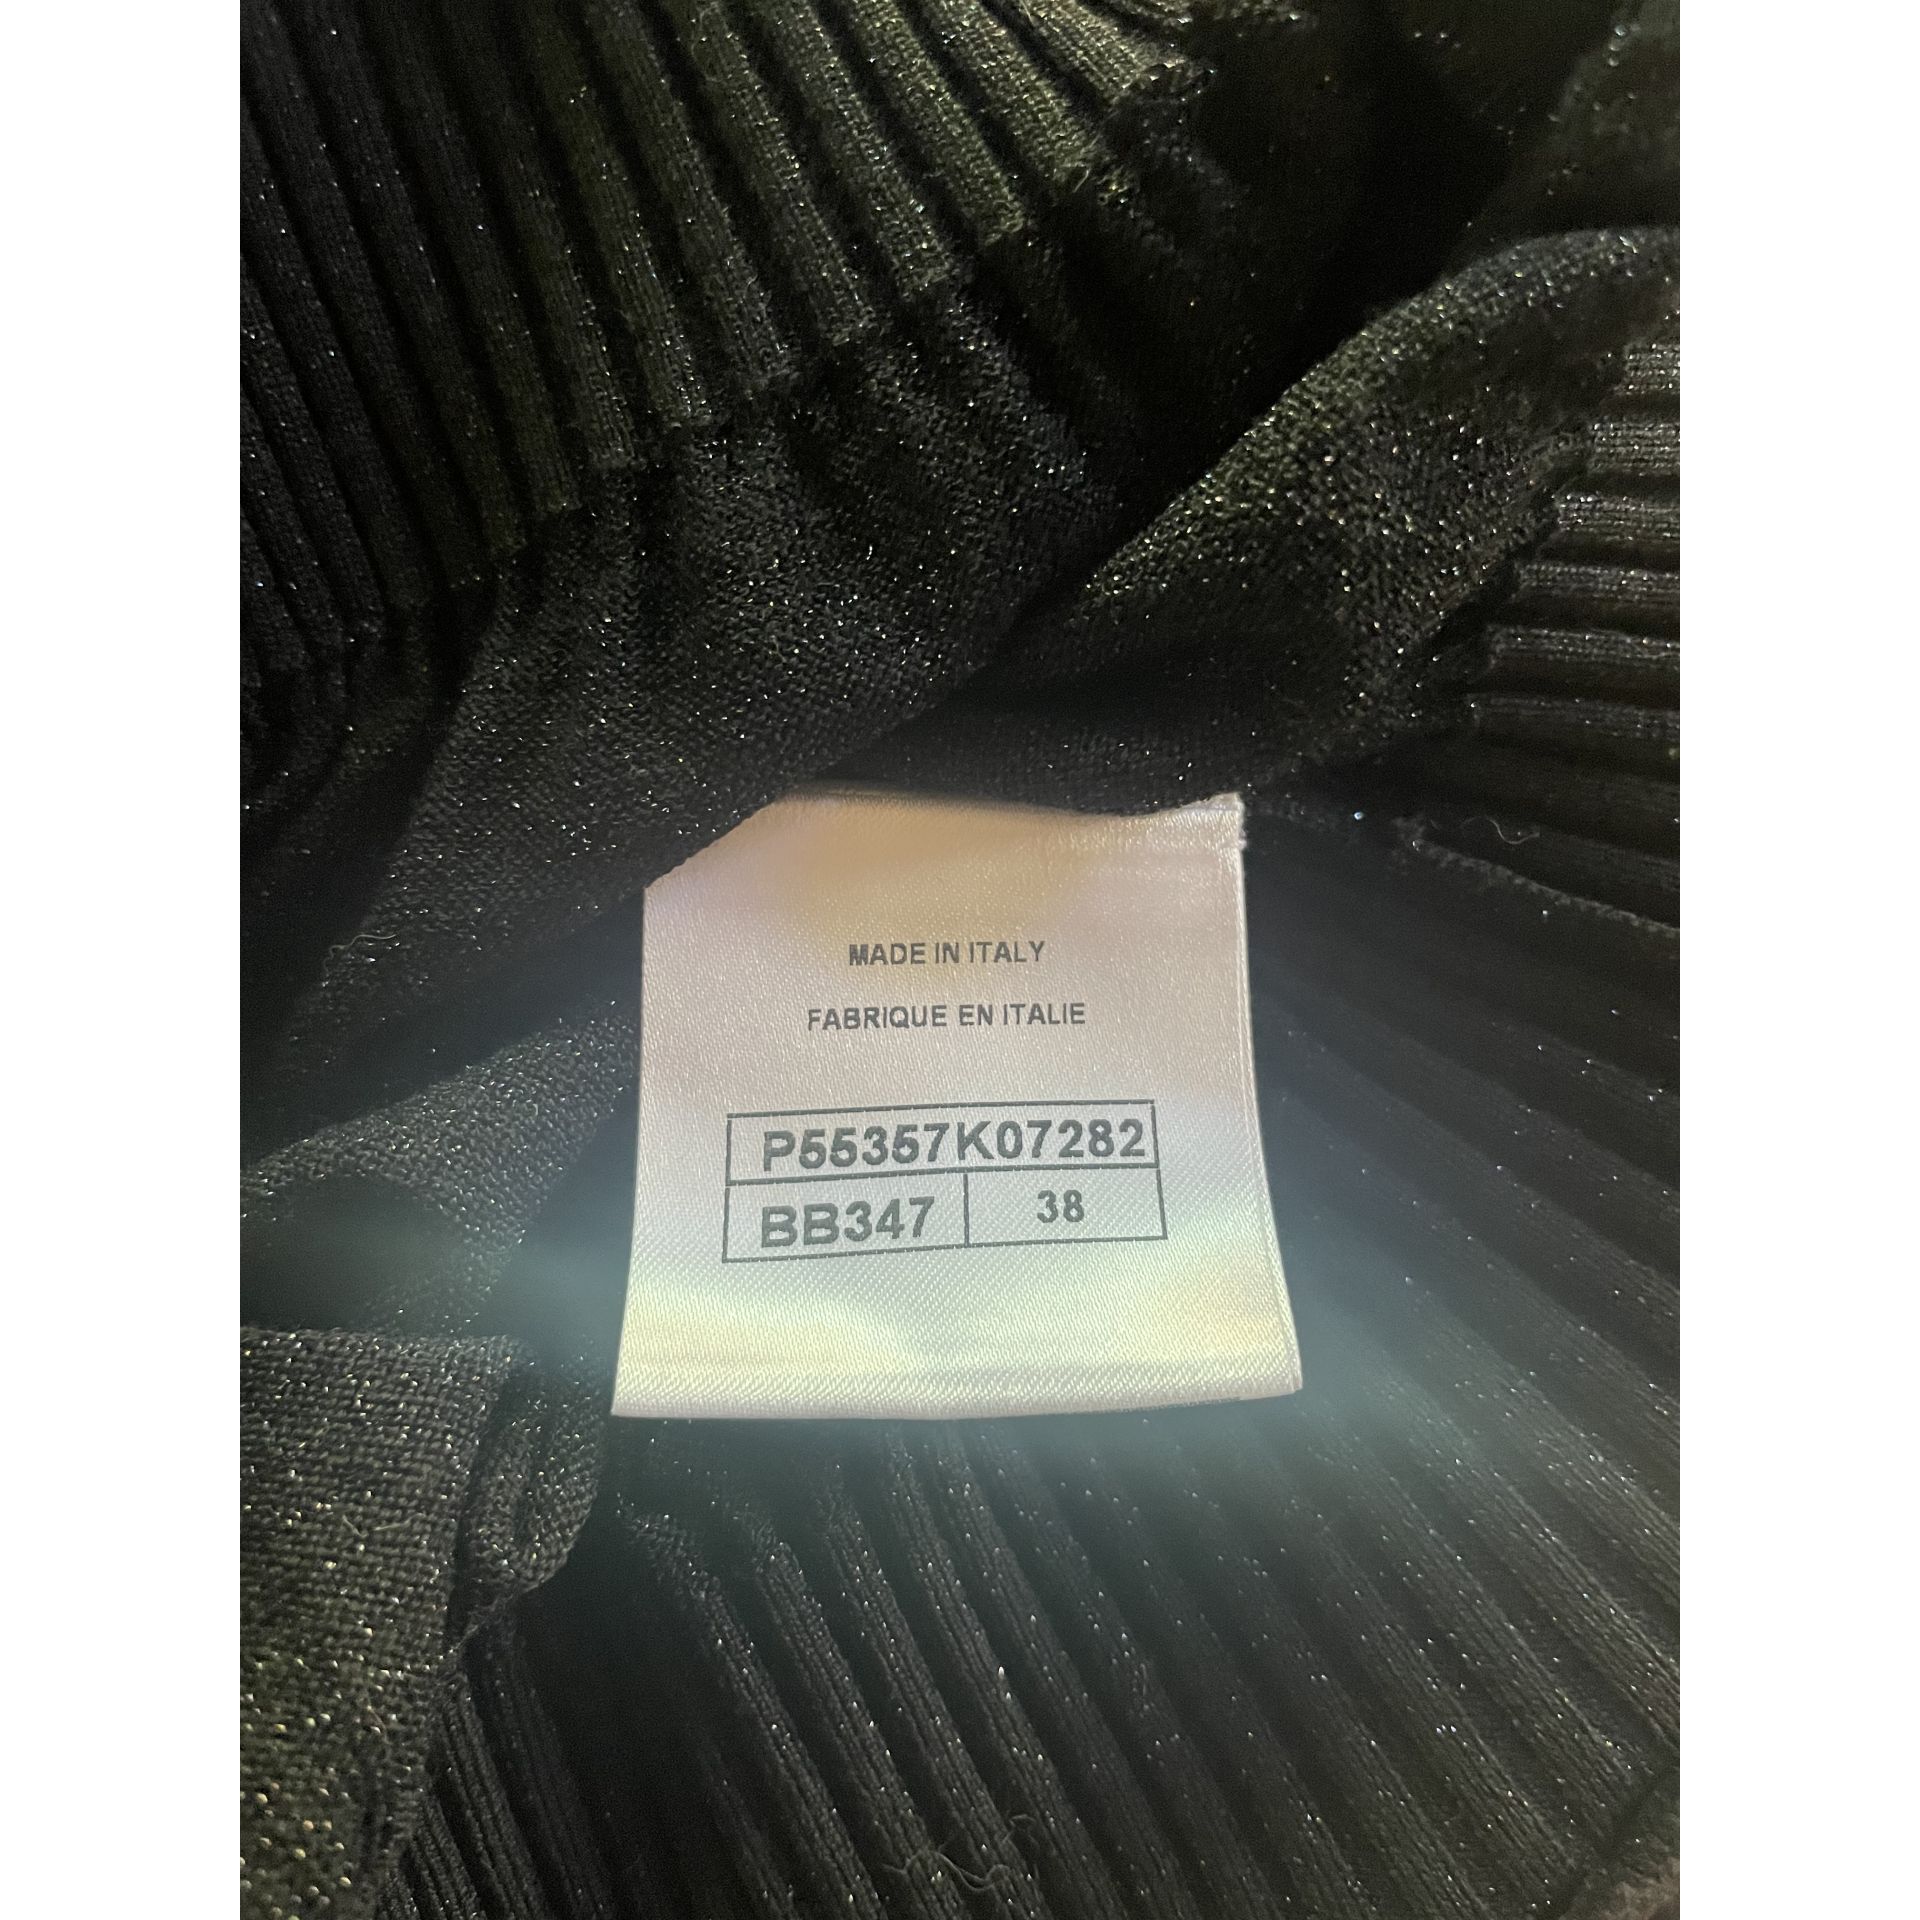 MADE IN ITALY
FABRIQUE EN ITALIE
P55357K07282
BB347 38